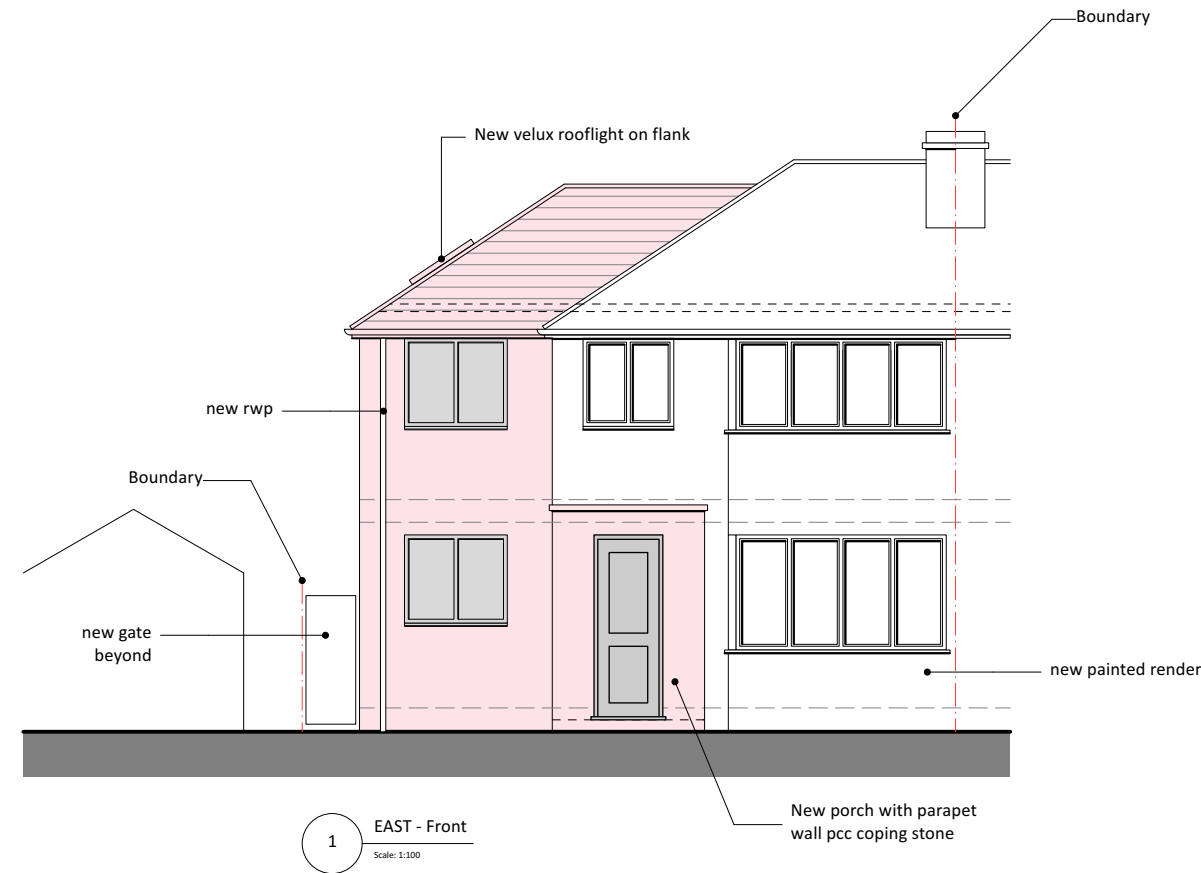 Boundary
New velux rooflight on flank
new rwp
Boundary
new gate
beyond
new painted render
New porch with parapet
wall pcc coping stone
1
EAST - Front
Scale: 1:100